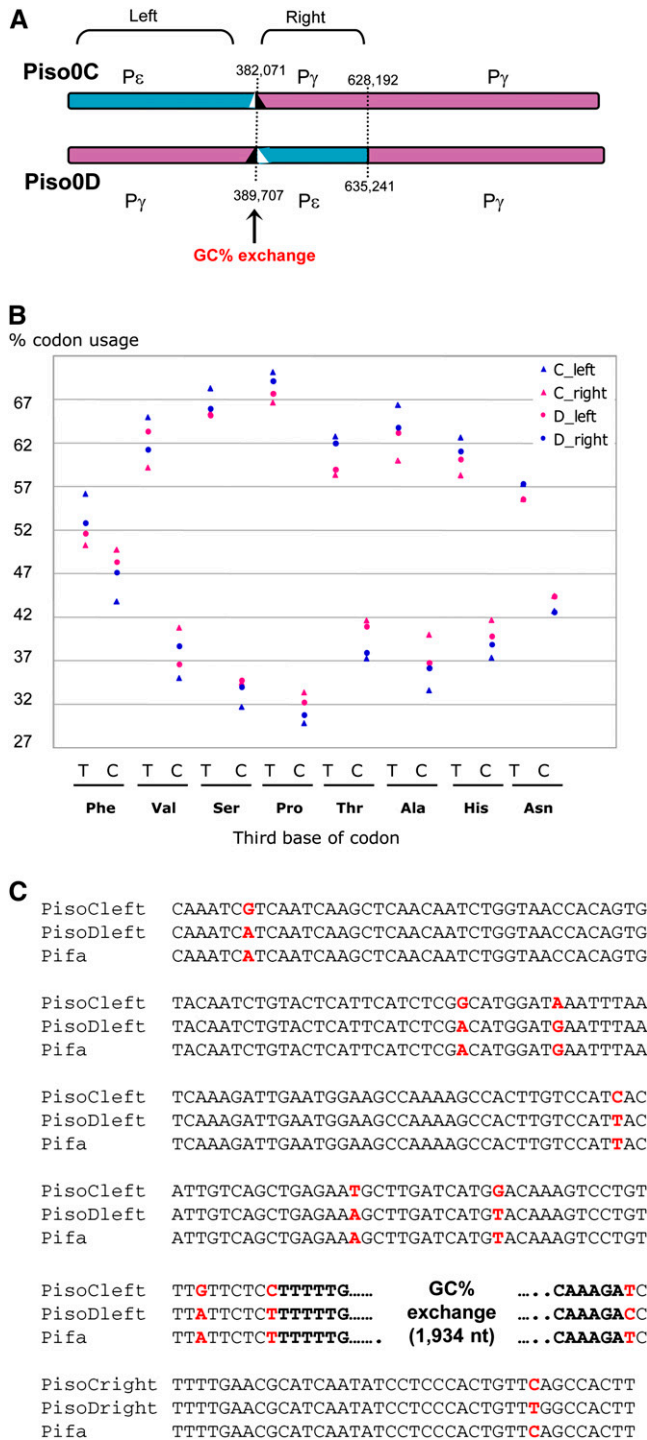 A
Left Right
Piso0C Pε 382,071 Pγ 628,192 Pγ
Piso0D Pγ 389,707 Pε 635,241 Pγ
GC% exchange
B
% codon usage
C_left
C_right
D_left
D_right
67
62
57
52
47
42
37
32
27
T C T C T C T C T C T C T C T C
Phe Val Ser Pro Thr Ala His Asn
Third base of codon
C
PisoCleft CAAATCGTCAATCAAGCTCAACAATCTGGTAACCACAGTG
PisoDleft CAAATCATCAATCAAGCTCAACAATCTGGTAACCACAGTG
Pifa CAAATCATCAATCAAGCTCAACAATCTGGTAACCACAGTG
PisoCleft TACAATCTGTACTCATTCATCTCGGCATGGATAAATTTAA
PisoDleft TACAATCTGTACTCATTCATCTCGACATGGATGAATTTAA
Pifa TACAATCTGTACTCATTCATCTCGACATGGATGAATTTAA
PisoCleft TCAAAGATTGAATGGAAGCCAAAAGCCACTTGTCCATCAC
PisoDleft TCAAAGATTGAATGGAAGCCAAAAGCCACTTGTCCATTAC
Pifa TCAAAGATTGAATGGAAGCCAAAAGCCACTTGTCCATTAC
PisoCleft ATTGTCAGCTGAGAATGCTTGATCATGGACAAAGTCCTGT
PisoDleft ATTGTCAGCTGAGAAAGCTTGATCATGTACAAAGTCCTGT
Pifa ATTGTCAGCTGAGAAAGCTTGATCATGTACAAAGTCCTGT
PisoCleft TTGTTCTCCTTTTTG…… GC% …..CAAAGATC
PisoDleft TTATTCTCTTTTTTG…… exchange …..CAAAGACC
Pifa TTATTCTCTTTTTTG……. (1,934 nt) …..CAAAGATC
PisoCright TTTTGAACGCATCAATATCCTCCCACTGTTCAGCCACTT
PisoDright TTTTGAACGCATCAATATCCTCCCACTGTTTGGCCACTT
Pifa TTTTGAACGCATCAATATCCTCCCACTGTTCAGCCACTT